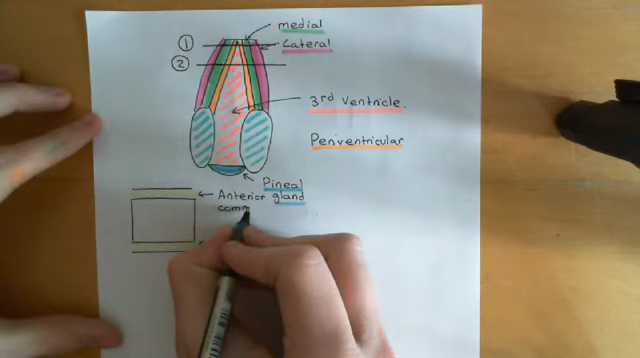 medial
① Lateral
②
3rd Ventricle.
Periventricular
Pineal
gland
Anterior
comm